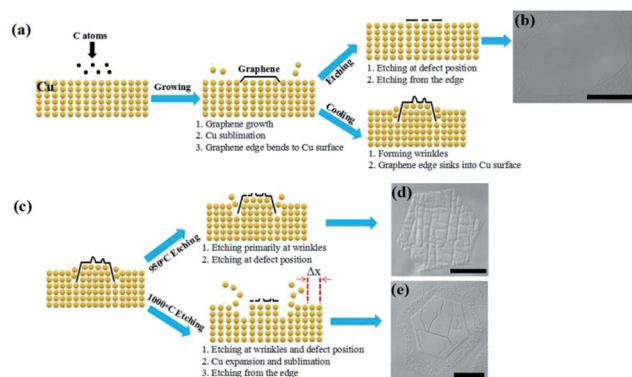 (a)
C atoms
Cu
Growing
Graphene
1. Graphene growth
2. Cu sublimation
3. Graphene edge bends to Cu surface
Etching
1. Etching at defect position
2. Etching from the edge
(b)
Cooling
1. Forming wrinkles
2. Graphene edge sinks into Cu surface
(c)
950°C Etching
1. Etching primarily at wrinkles
2. Etching at defect position
(d)
1000°C Etching
Δx
1. Etching at wrinkles and defect position
2. Cu expansion and sublimation
3. Etching from the edge
(e)